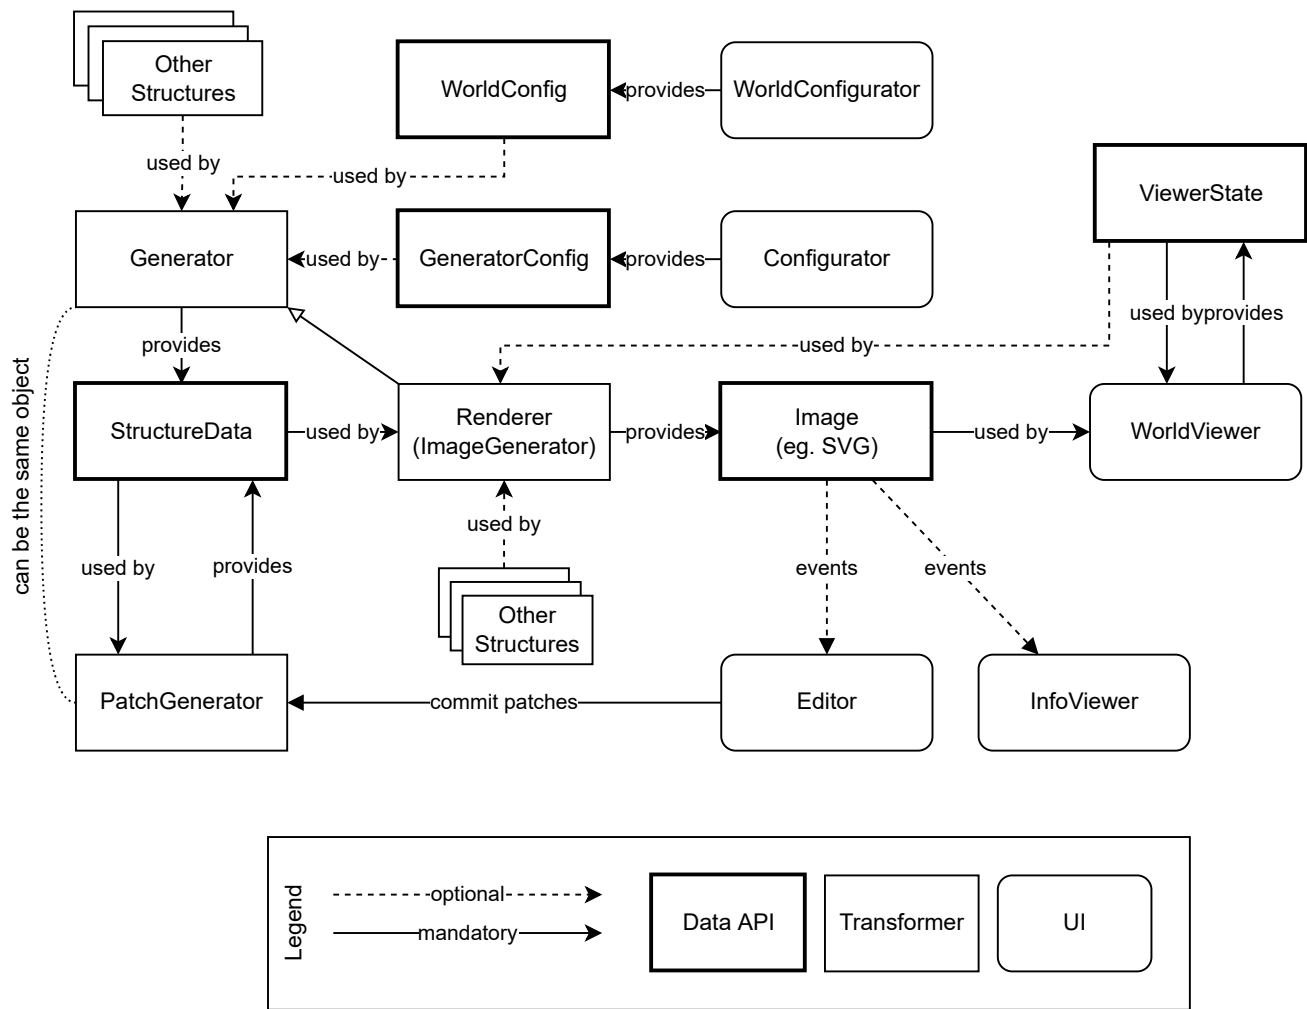 Other
Structures
WorldConfig
provides
WorldConfigurator
used by
used by
ViewerState
Generator
used by
GeneratorConfig
provides
Configurator
used by
provides
provides
used by
can be the same object
StructureData
used by
Renderer
(ImageGenerator)
provides
Image
(eg. SVG)
used by
WorldViewer
used by
used by
provides
events
events
Other
Structures
PatchGenerator
commit patches
Editor
InfoViewer
Legend
optional
mandatory
Data API
Transformer
UI